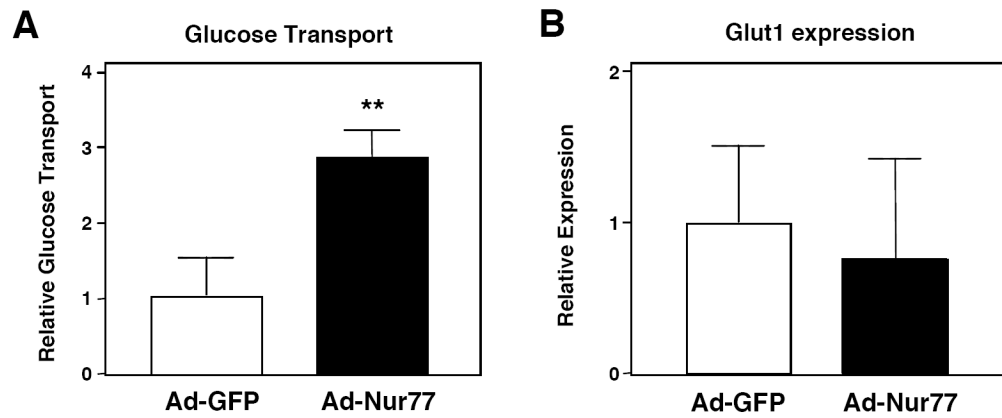 A
Glucose Transport
Relative Glucose Transport
4
3
2
1
0
**
Ad-GFP
Ad-Nur77
B
Glut1 expression
Relative Expression
2
1
0
Ad-GFP
Ad-Nur77